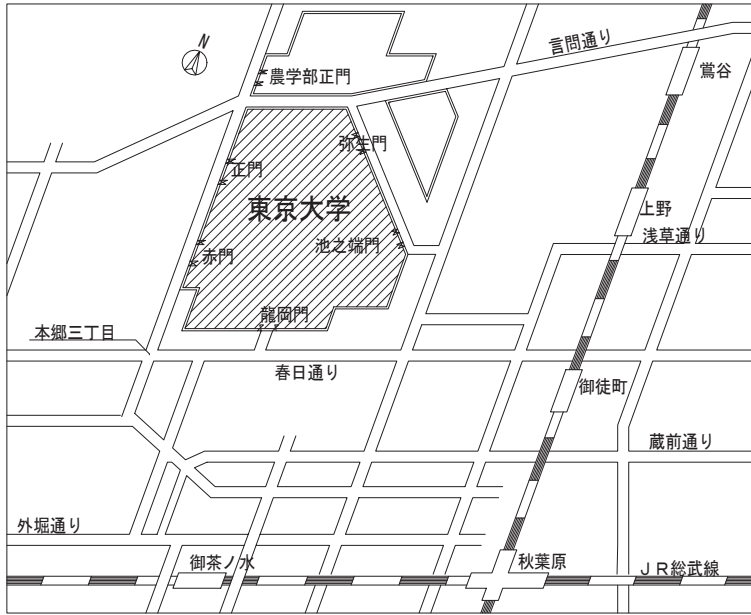 N
言問通り
農学部正門
鶯谷
弥生門
正門
東京大学
上野
浅草通り
池之端門
赤門
龍岡門
本郷三丁目
春日通り
御徒町
蔵前通り
外堀通り
御茶ノ水
秋葉原
ＪＲ総武線